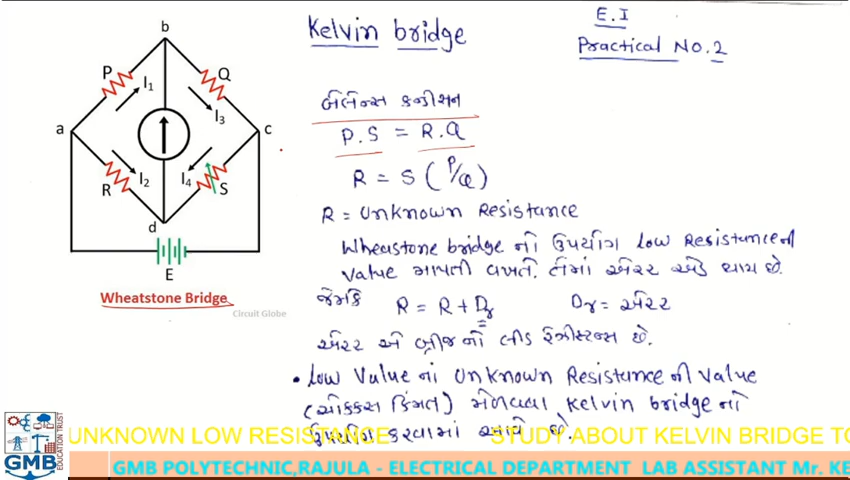 Kelvin bridge
E.I
Practical No.2
b
P
Q
I1
I3
a
c
R
I2
I4
S
d
E
Wheatstone Bridge
Circuit Globe
બેલેન્સ કન્ડીશન
P.S = R.Q
R = S (P/Q)
R = Unknown Resistance
Wheastone bridge નો ઉપયોગ low Resistance ની
value માપતી વખતે તેમાં એરર એડ થાય છે.
જેમકે R = R + Dr Dr = એરર
એરર એ બ્રીજ નો લીડ રેઝીસ્ટન્સ છે.
• Low Value નાં Unknown Resistance ની value
(ચોક્કસ કિંમત) મેળવવા Kelvin bridge નો
ઉપયોગ કરવામાં આવે છે.
UNKNOWN LOW RESISTANCE STUDY ABOUT KELVIN BRIDGE TO
GMB
EDUCATION TRUST
GMB POLYTECHNIC,RAJULA - ELECTRICAL DEPARTMENT LAB ASSISTANT Mr. KE